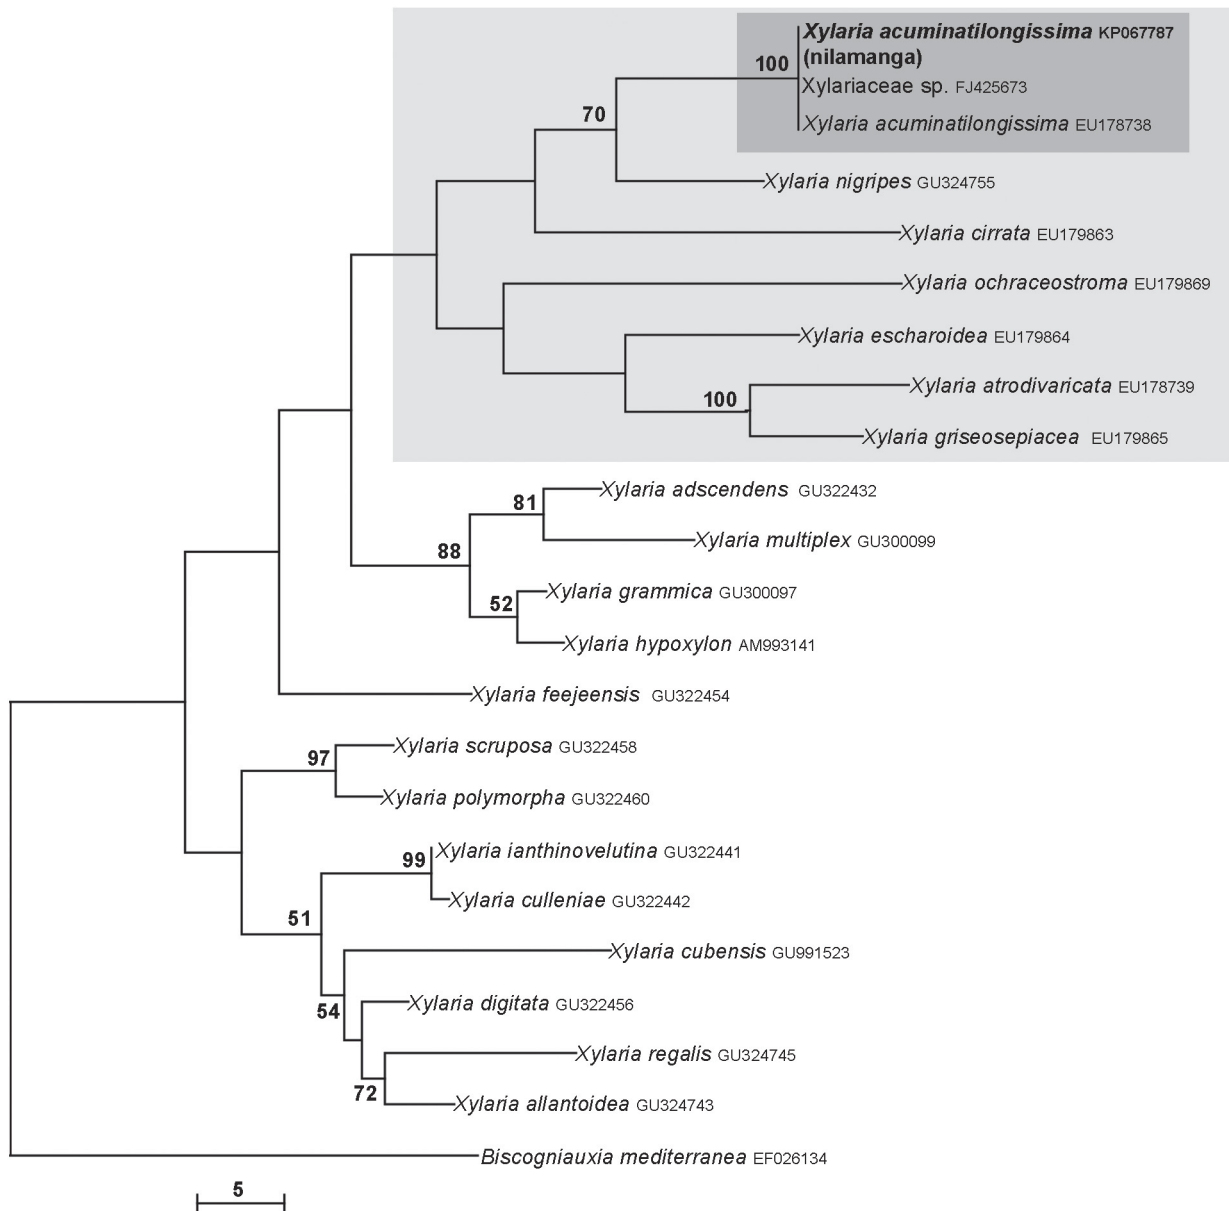 Xylaria acuminatilongissima KP067787
(nilamanga)
100
Xylariaceae sp. FJ425673
70
Xylaria acuminatilongissima EU178738
Xylaria nigripes GU324755
Xylaria cirrata EU179863
Xylaria ochraceostroma EU179869
Xylaria escharoidea EU179864
Xylaria atrodivaricata EU178739
100
Xylaria griseosepiacea EU179865
Xylaria adscendens GU322432
81
Xylaria multiplex GU300099
88
Xylaria grammica GU300097
52
Xylaria hypoxylon AM993141
Xylaria feejeensis GU322454
Xylaria scruposa GU322458
97
Xylaria polymorpha GU322460
Xylaria ianthinovelutina GU322441
99
Xylaria culleniae GU322442
51
Xylaria cubensis GU991523
Xylaria digitata GU322456
54
Xylaria regalis GU324745
72
Xylaria allantoidea GU324743
Biscogniauxia mediterranea EF026134
5